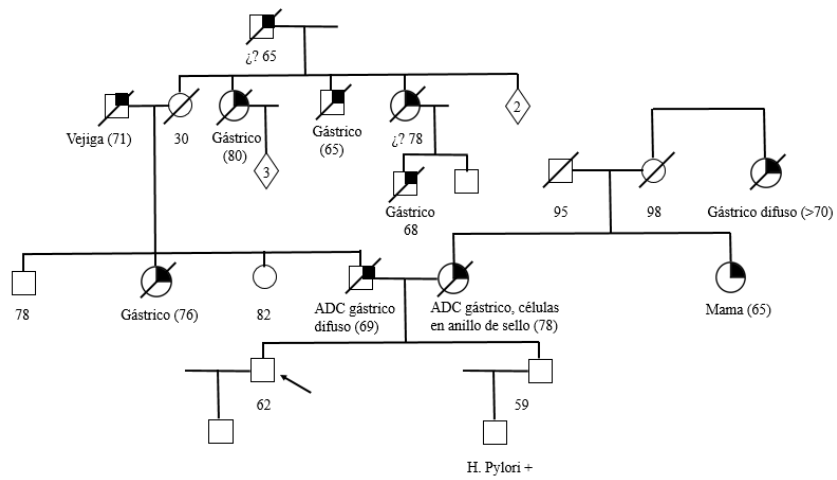 ¿? 65
2
Vejiga (71)
30
Gástrico
(80)
Gástrico
(65)
¿? 78
3
Gástrico
68
95
98
Gástrico difuso (>70)
78
Gástrico (76)
82
ADC gástrico
difuso (69)
ADC gástrico, células
en anillo de sello (78)
Mama (65)
62
59
H. Pylori +